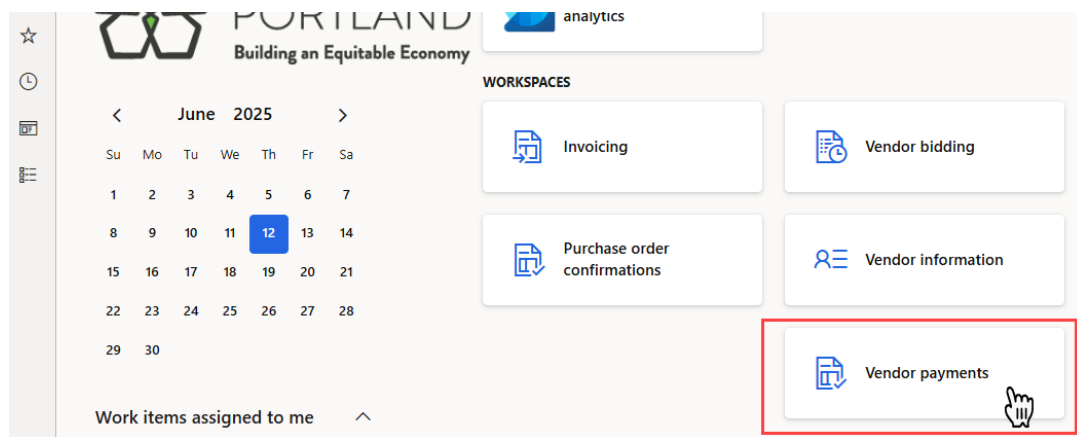 PORTLAND
Building an Equitable Economy
analytics
June 2025
Su Mo Tu We Th Fr Sa
1 2 3 4 5 6 7
8 9 10 11 12 13 14
15 16 17 18 19 20 21
22 23 24 25 26 27 28
29 30
Work items assigned to me
WORKSPACES
Invoicing
Vendor bidding
Purchase order
confirmations
Vendor information
Vendor payments